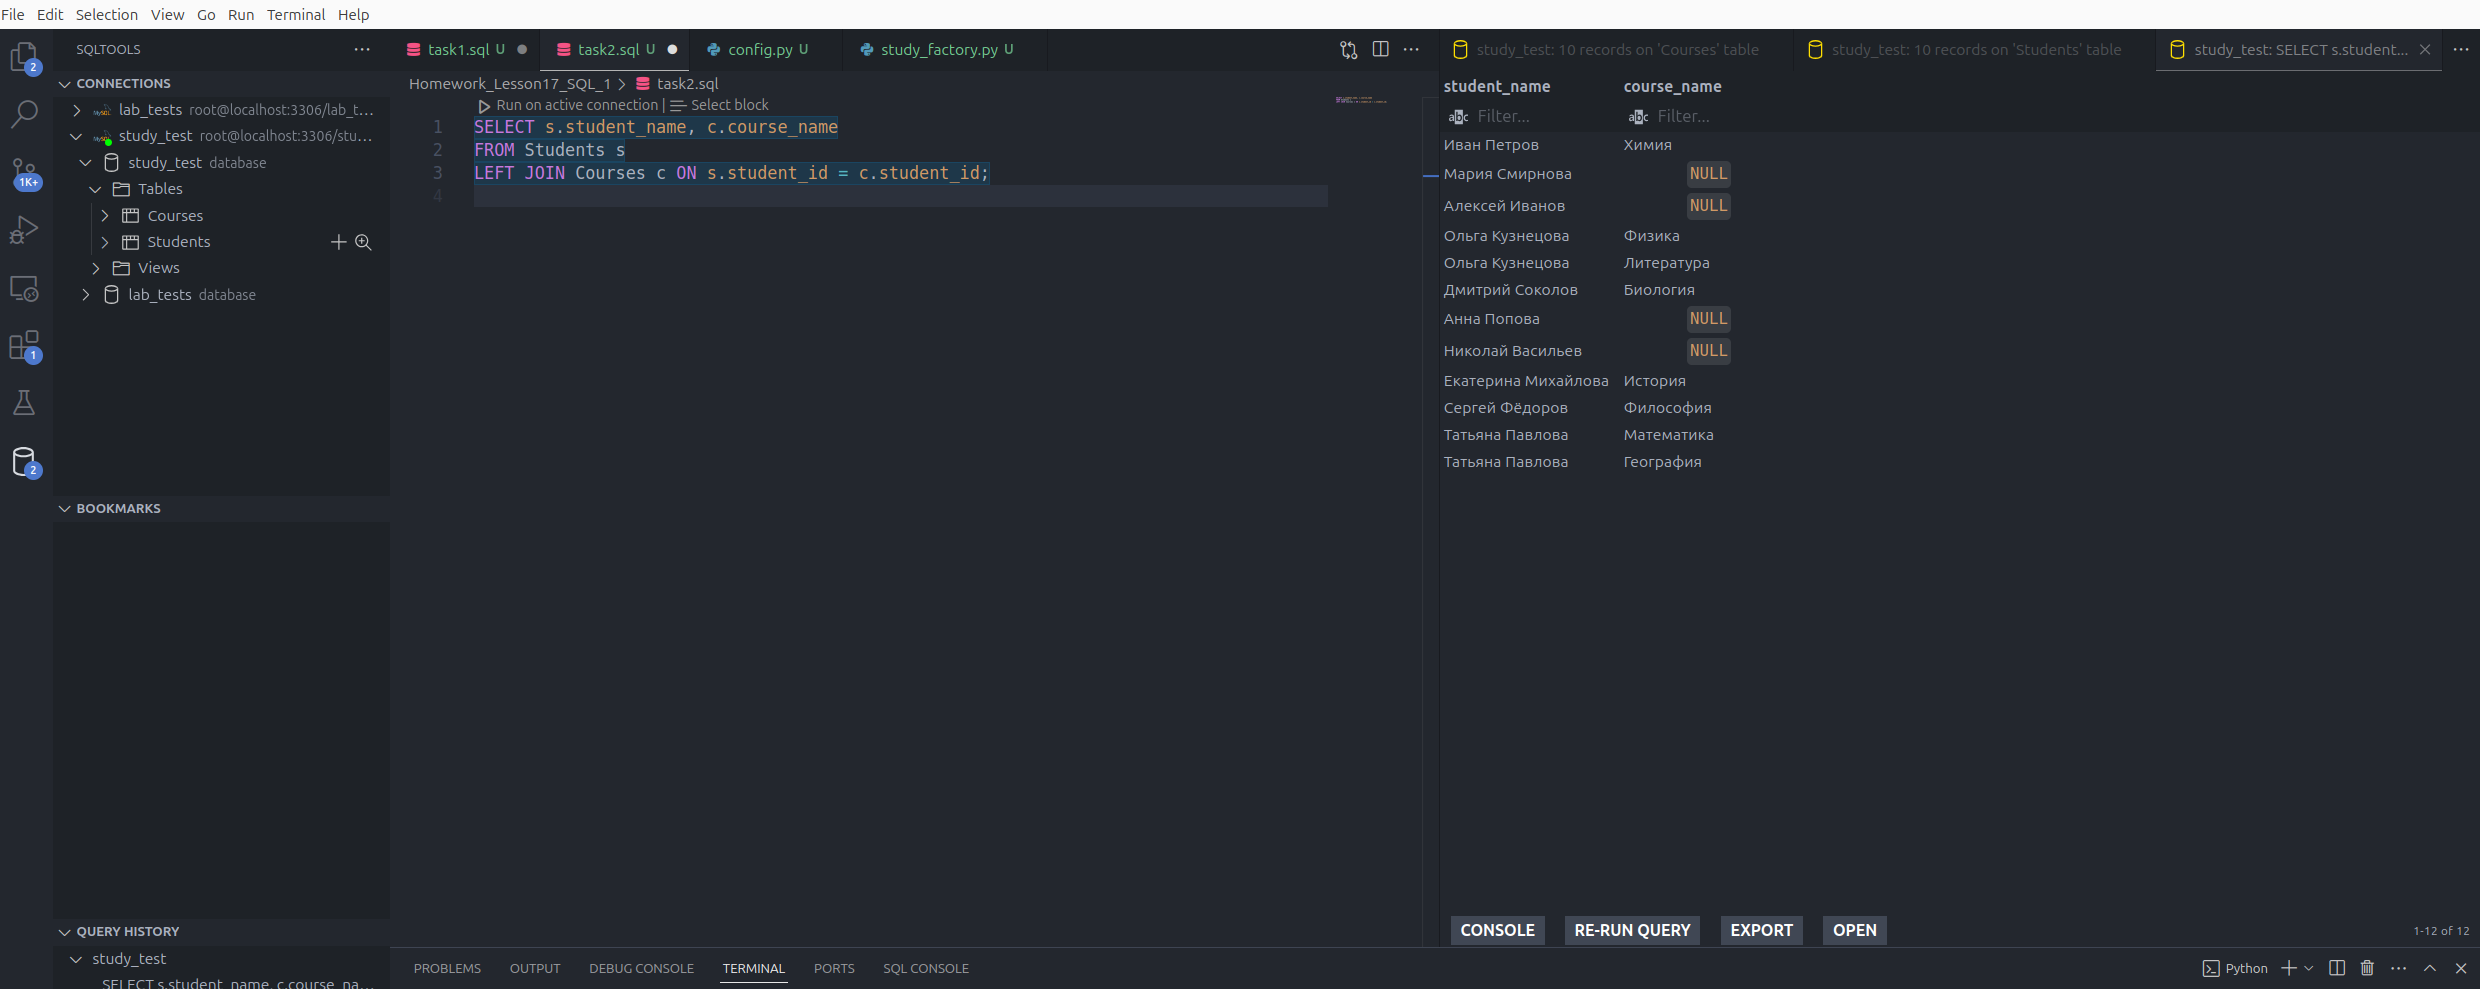 File Edit Selection View Go Run Terminal Help
SQLTOOLS
CONNECTIONS
lab_tests root@localhost:3306/lab_t...
study_test root@localhost:3306/stu...
study_test database
Tables
Courses
Students
Views
lab_tests database
2
1K+
1
2
BOOKMARKS
QUERY HISTORY
study_test
SELECT s.student_name, c.course_na...
task1.sql U
task2.sql U
config.py U
study_factory.py U
Homework_Lesson17_SQL_1 > task2.sql
Run on active connection | Select block
1 SELECT s.student_name, c.course_name
2 FROM Students s
3 LEFT JOIN Courses c ON s.student_id = c.student_id;
4
study_test: 10 records on 'Courses' table
study_test: 10 records on 'Students' table
study_test: SELECT s.student...
student_name course_name
abc Filter... abc Filter...
Иван Петров Химия
Мария Смирнова NULL
Алексей Иванов NULL
Ольга Кузнецова Физика
Ольга Кузнецова Литература
Дмитрий Соколов Биология
Анна Попова NULL
Николай Васильев NULL
Екатерина Михайлова История
Сергей Фёдоров Философия
Татьяна Павлова Математика
Татьяна Павлова География
CONSOLE RE-RUN QUERY EXPORT OPEN
1-12 of 12
PROBLEMS OUTPUT DEBUG CONSOLE TERMINAL PORTS SQL CONSOLE
Python